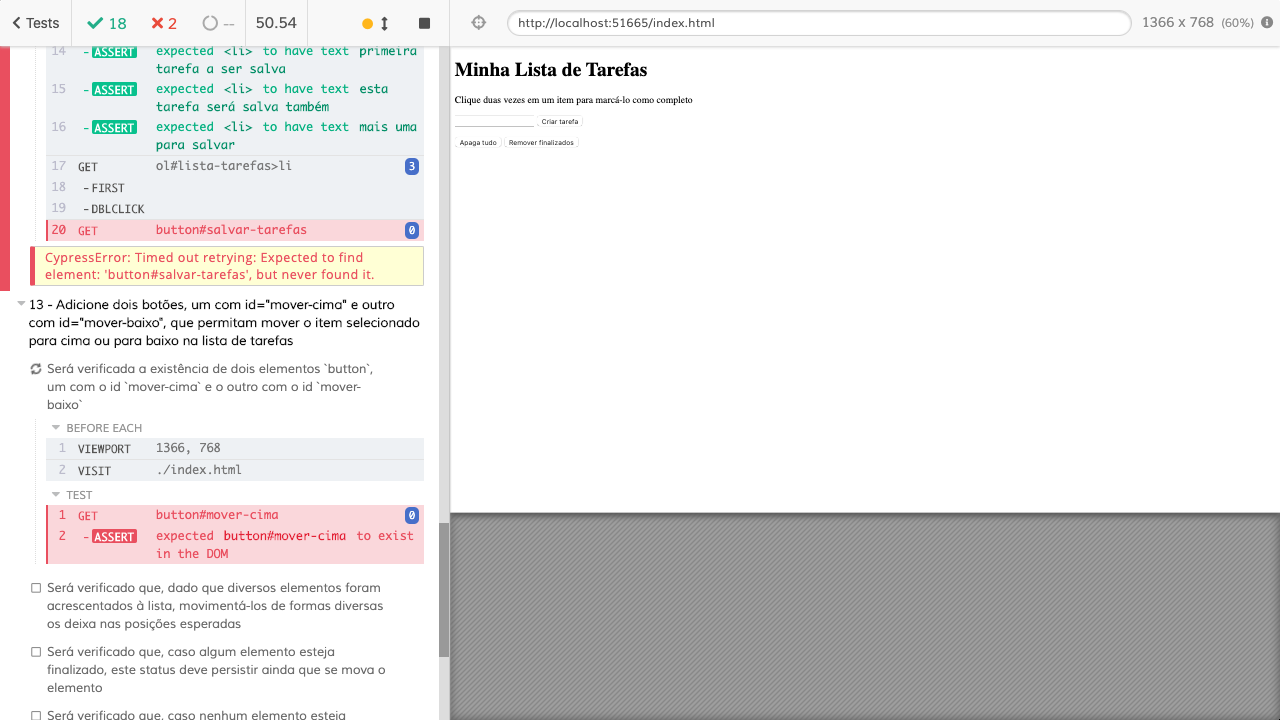 Tests
18
2
--
50.54
http://localhost:51665/index.html
1366 x 768 (60%)
14 - ASSERT expected <li> to have text primeira
tarefa a ser salva
15 - ASSERT expected <li> to have text esta
tarefa será salva também
16 - ASSERT expected <li> to have text mais uma
para salvar
17 GET ol#lista-tarefas>li 3
18 - FIRST
19 - DBLCLICK
20 GET button#salvar-tarefas 0
CypressError: Timed out retrying: Expected to find
element: 'button#salvar-tarefas', but never found it.
13 - Adicione dois botões, um com id="mover-cima" e outro
com id="mover-baixo", que permitam mover o item selecionado
para cima ou para baixo na lista de tarefas
Será verificada a existência de dois elementos `button`,
um com o id `mover-cima` e o outro com o id `mover-
baixo`
BEFORE EACH
1 VIEWPORT 1366, 768
2 VISIT ./index.html
TEST
1 GET button#mover-cima 0
2 - ASSERT expected button#mover-cima to exist
in the DOM
Será verificado que, dado que diversos elementos foram
acrescentados à lista, movimentá-los de formas diversas
os deixa nas posições esperadas
Será verificado que, caso algum elemento esteja
finalizado, este status deve persistir ainda que se mova o
elemento
Será verificado que, caso nenhum elemento esteja
Minha Lista de Tarefas
Clique duas vezes em um item para marcá-lo como completo
Criar tarefa
Apaga tudo Remover finalizados